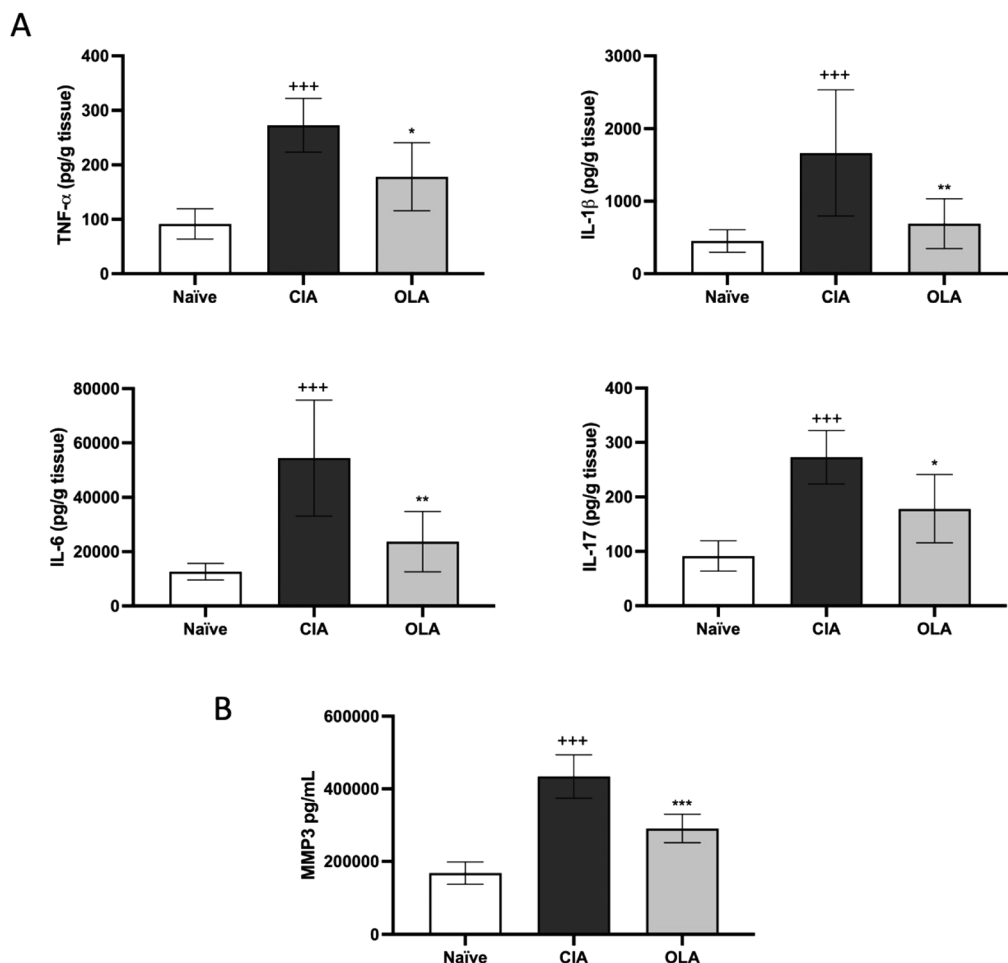 A
TNF-α (pg/g tissue)
400
300
200
100
0
+++
*
Naïve CIA OLA
IL-1β (pg/g tissue)
3000
2000
1000
0
+++
**
Naïve CIA OLA
IL-6 (pg/g tissue)
80000
60000
40000
20000
0
+++
**
Naïve CIA OLA
IL-17 (pg/g tissue)
400
300
200
100
0
+++
*
Naïve CIA OLA
B
MMP3 pg/mL
600000
400000
200000
0
+++
***
Naïve CIA OLA